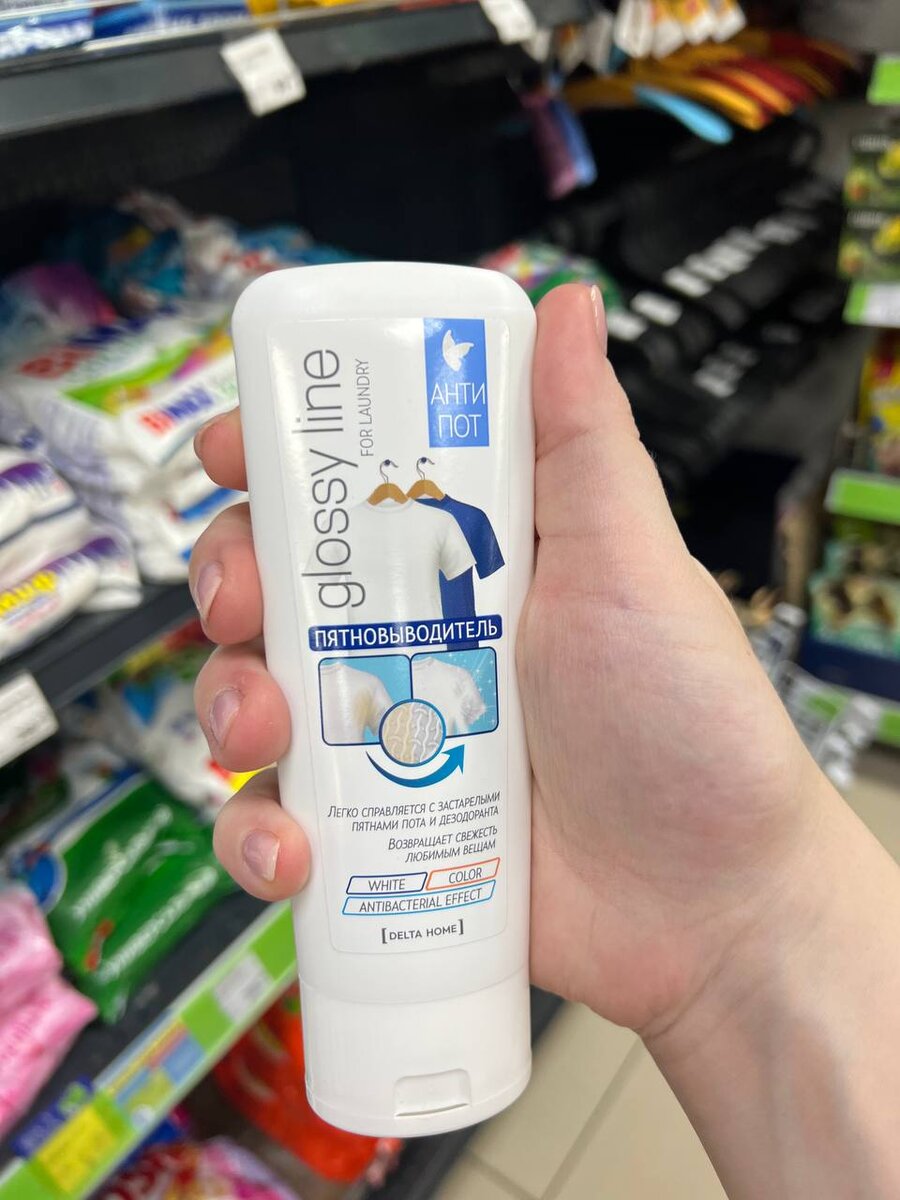 glossy line
FOR LAUNDRY
АНТИ
ПОТ
ПЯТНОВЫВОДИТЕЛЬ
Легко справляется с застарелыми
пятнами пота и дезодоранта
Возвращает свежесть
любимым вещам
WHITE
COLOR
ANTIBACTERIAL EFFECT
[DELTA HOME]